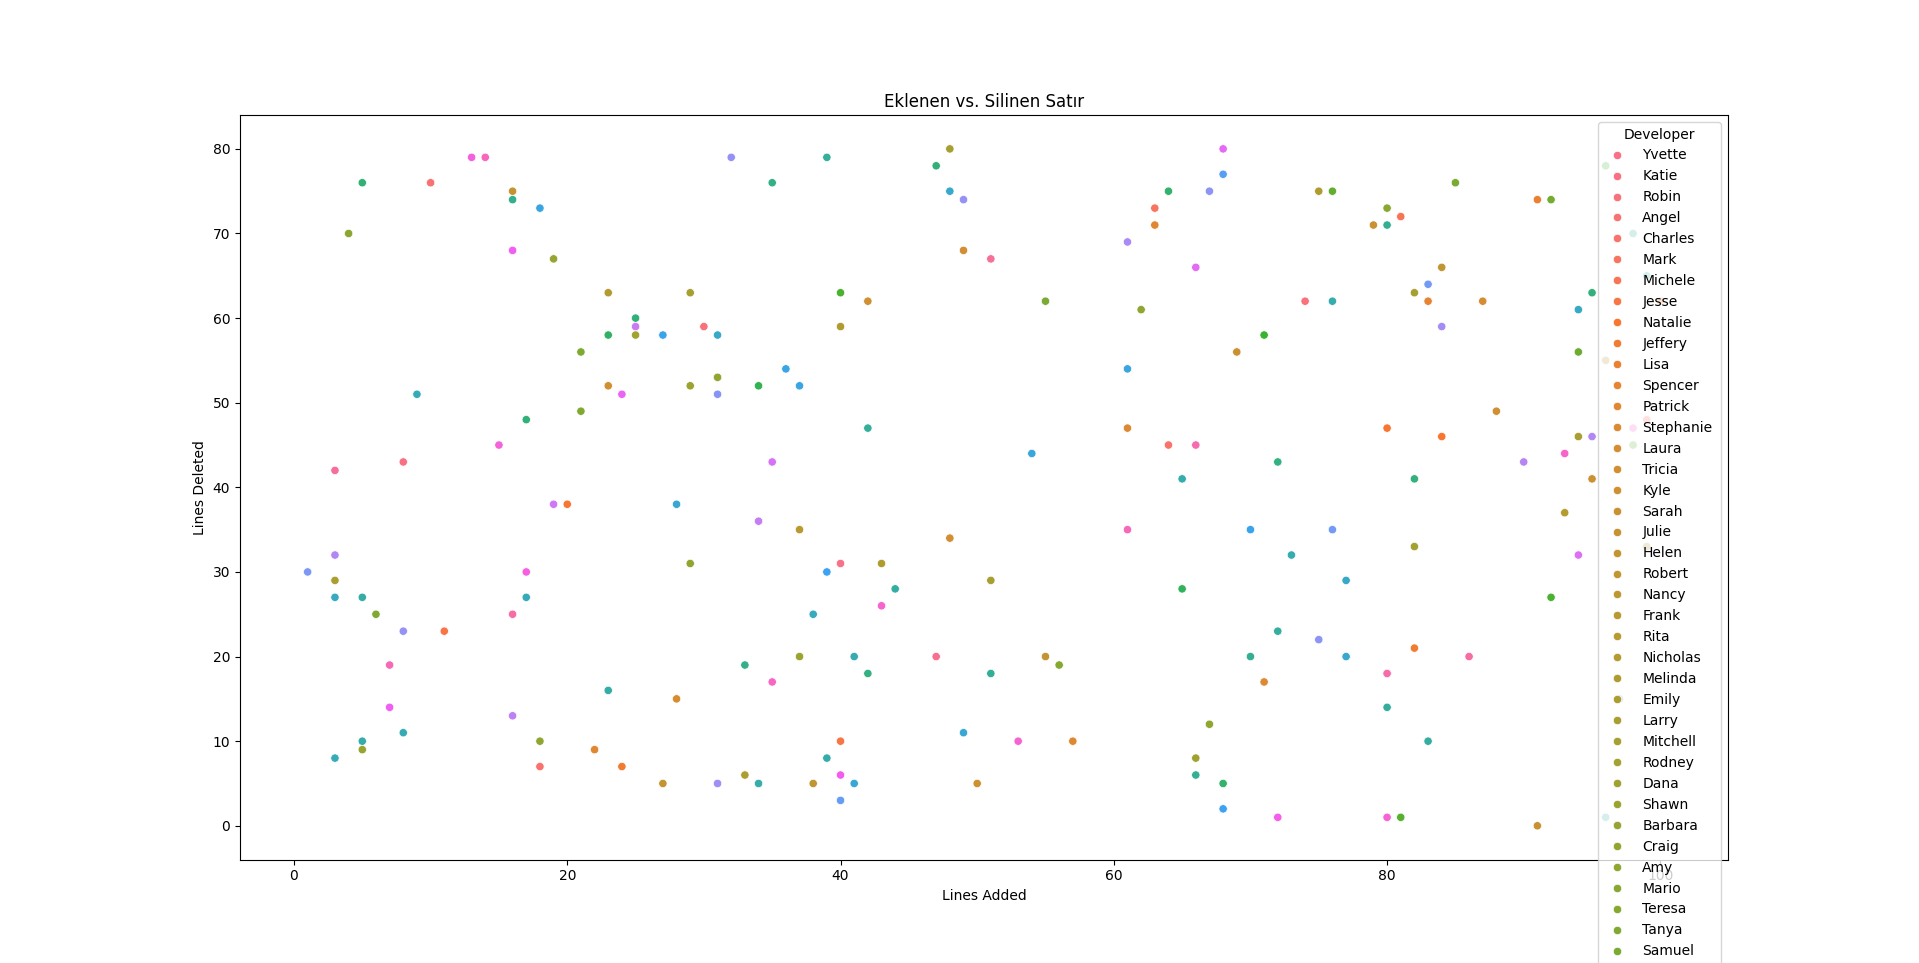 Eklenen vs. Silinen Satır
Lines Deleted
80
70
60
50
40
30
20
10
0
0
20
40
60
80
100
Lines Added
Developer
Yvette
Katie
Robin
Angel
Charles
Mark
Michele
Jesse
Natalie
Jeffery
Lisa
Spencer
Patrick
Stephanie
Laura
Tricia
Kyle
Sarah
Julie
Helen
Robert
Nancy
Frank
Rita
Nicholas
Melinda
Emily
Larry
Mitchell
Rodney
Dana
Shawn
Barbara
Craig
Amy
Mario
Teresa
Tanya
Samuel